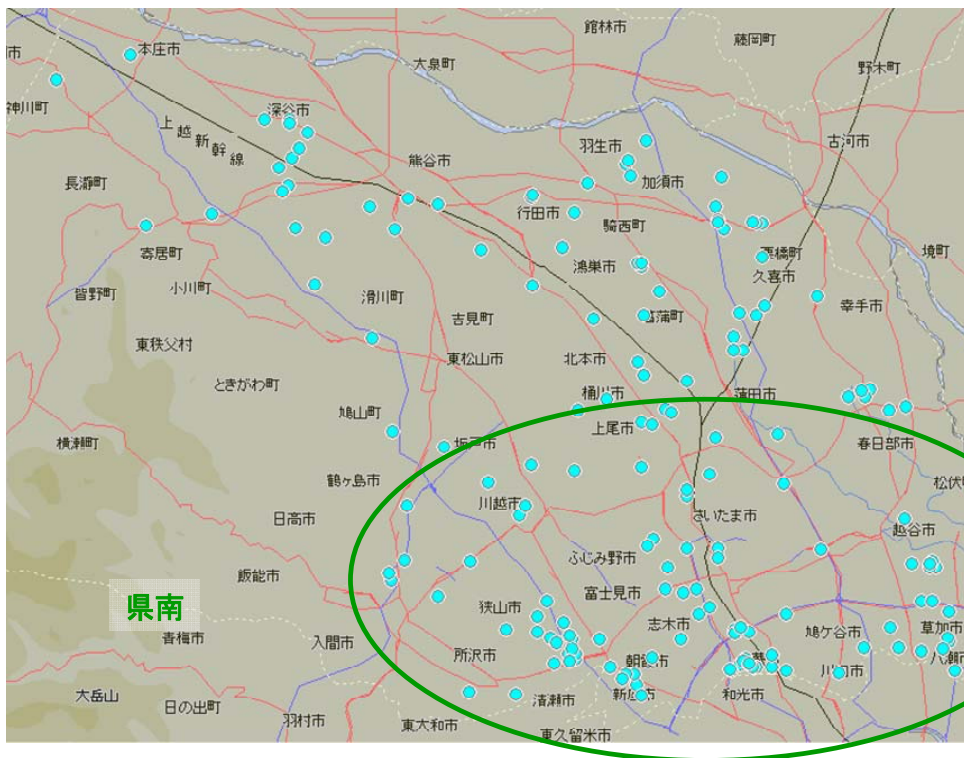 館林市
藤岡町
本庄市
大泉町
野木町
神川町
深谷市
上越新幹線
羽生市
古河市
熊谷市
加須市
長瀞町
行田市
騎西町
寄居町
栗橋町
境町
鴻巣市
久喜市
小川町
皆野町
滑川町
幸手市
吉見町
菖蒲町
東秩父村
東松山市
北本市
ときがわ町
桶川市
蓮田市
鳩山町
上尾市
横瀬町
坂戸市
春日部市
鶴ヶ島市
松伏町
川越市
日高市
さいたま市
越谷市
ふじみ野市
飯能市
富士見市
県南
狭山市
志木市
鳩ケ谷市
草加市
青梅市
入間市
所沢市
朝霞市
川口市
八潮市
大岳山
日の出町
清瀬市
新座市
和光市
羽村市
東大和市
東久留米市